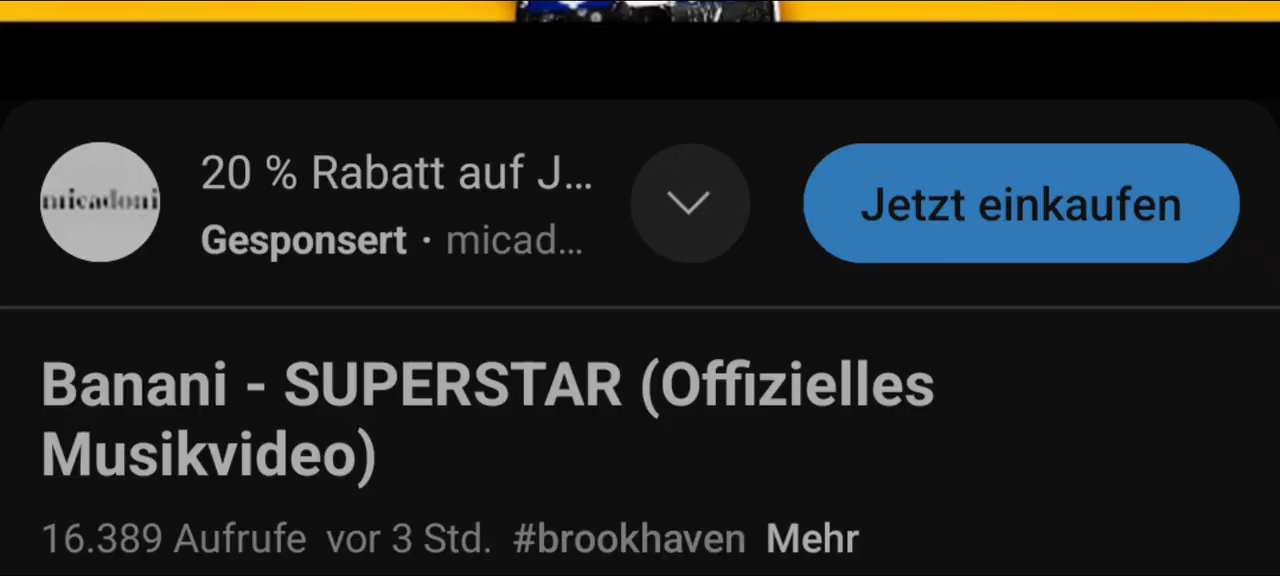 micadoni
20 % Rabatt auf J...
Gesponsert · micad...
Jetzt einkaufen
Banani - SUPERSTAR (Offizielles
Musikvideo)
16.389 Aufrufe vor 3 Std. #brookhaven Mehr